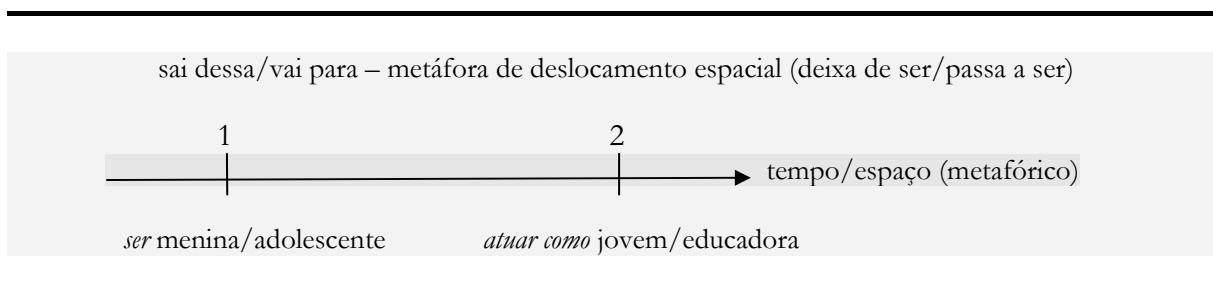 sai dessa/vai para – metáfora de deslocamento espacial (deixa de ser/passa a ser)
1 2
tempo/espaço (metafórico)
ser menina/adolescente atuar como jovem/educadora